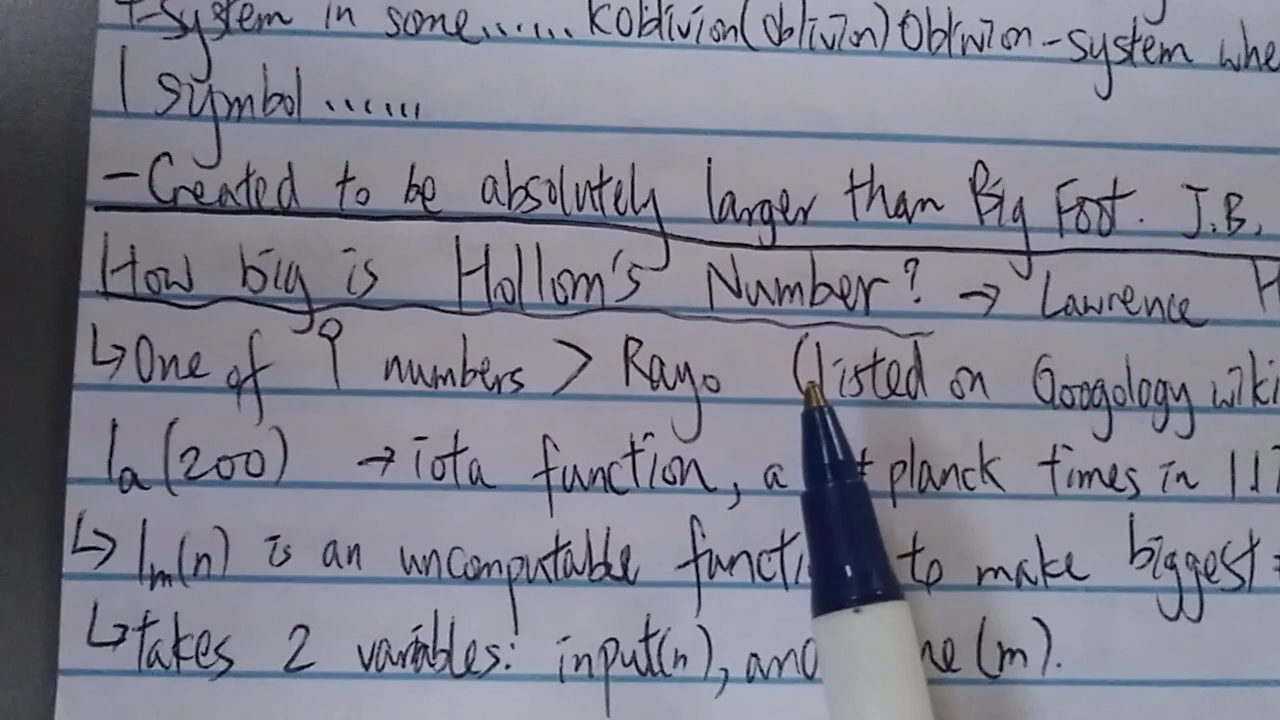 -system in some...... Koblivion(Oblivion) Oblivion-system whe
1 symbol ......
- Created to be absolutely larger than Big Foot. J.B.
How big is Hollom's Number? → Lawrence H
↳ One of 9 numbers > Rayo (listed on Googology wiki
Ia(200) → iota function, a planck times in 11
↳ Im(n) is an uncomputable functi to make biggest
↳ takes 2 variables: input(n), and (m).